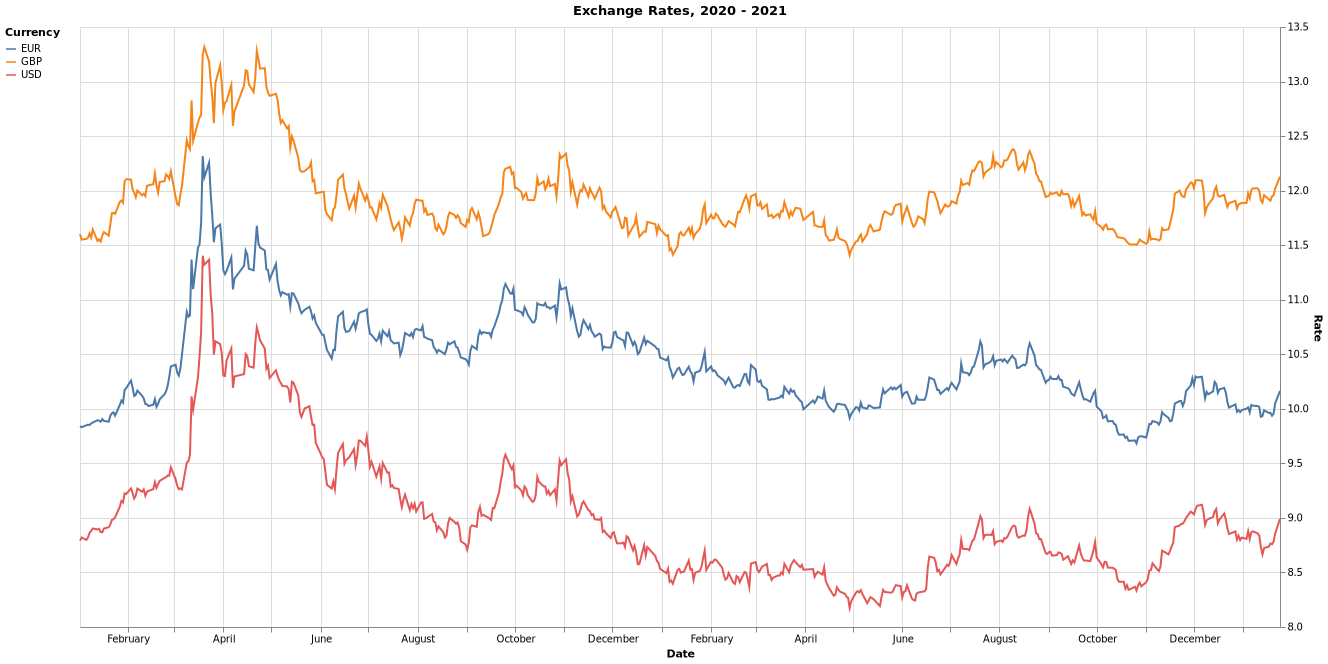 Exchange Rates, 2020 - 2021
Currency
EUR
GBP
USD
13.5
13.0
12.5
12.0
11.5
11.0
10.5
10.0
9.5
9.0
8.5
8.0
Rate
February April June August October December February April June August October December
Date